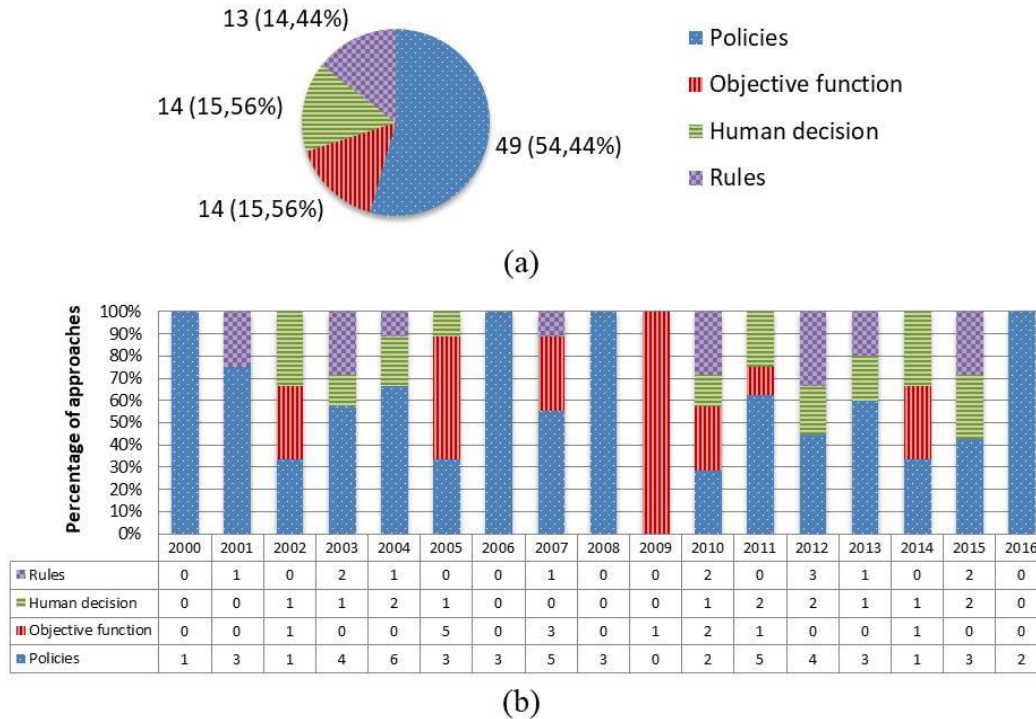 13 (14,44%)
14 (15,56%)
14 (15,56%)
49 (54,44%)
Policies
Objective function
Human decision
Rules
(a)
Percentage of approaches
100%
90%
80%
70%
60%
50%
40%
30%
20%
10%
0%
2000 2001 2002 2003 2004 2005 2006 2007 2008 2009 2010 2011 2012 2013 2014 2015 2016
Rules 0 1 0 2 1 0 0 1 0 0 2 0 3 1 0 2 0
Human decision 0 0 1 1 2 1 0 0 0 0 1 2 2 1 1 2 0
Objective function 0 0 1 0 0 5 0 3 0 1 2 1 0 0 1 0 0
Policies 1 3 1 4 6 3 3 5 3 0 2 5 4 3 1 3 2
(b)